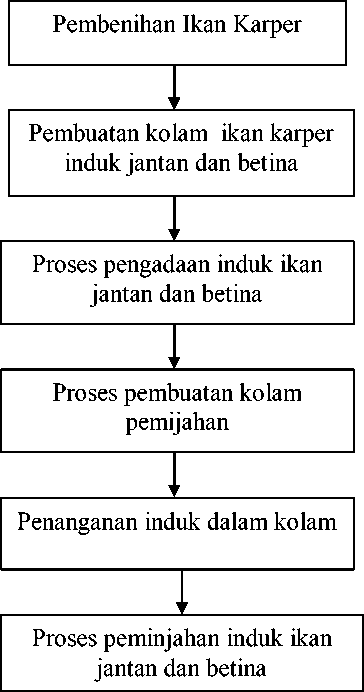 Pembenihan Ikan Karper
Pembuatan kolam ikan karper
induk jantan dan betina
Proses pengadaan induk ikan
jantan dan betina
Proses pembuatan kolam
pemijahan
Penanganan induk dalam kolam
Proses peminjahan induk ikan
jantan dan betina